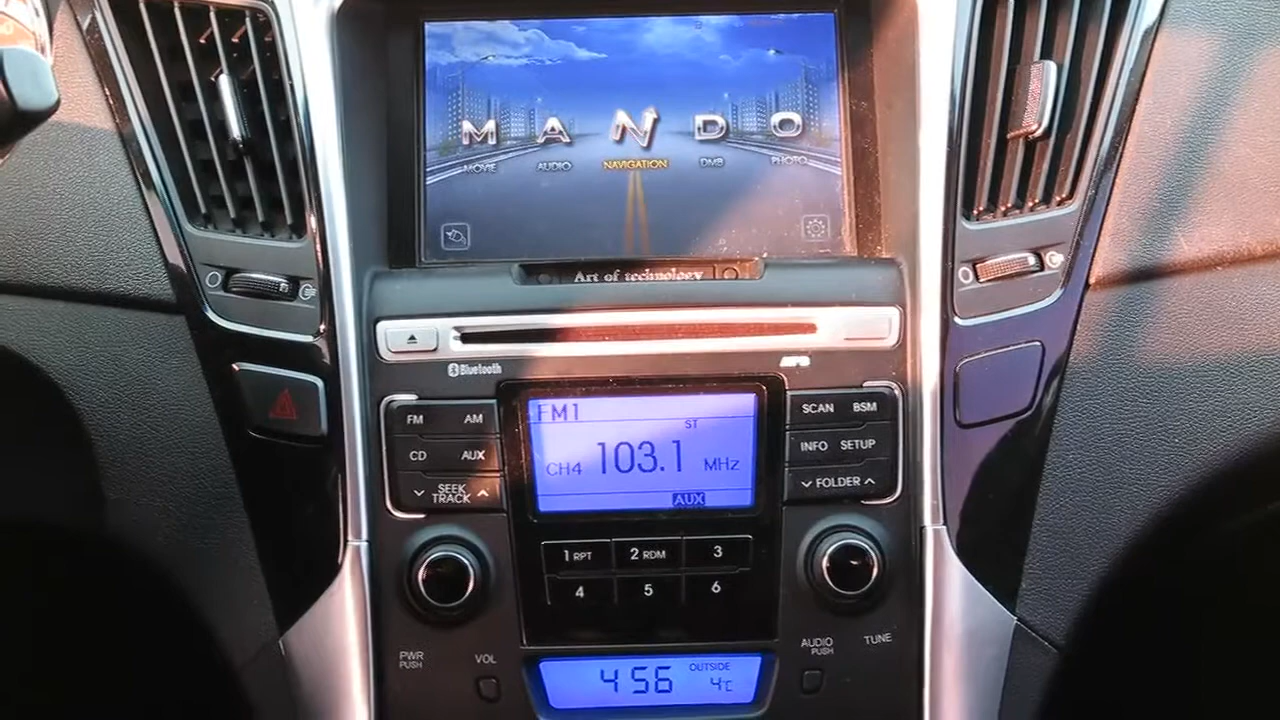 M A N D O
MOVIE AUDIO NAVIGATION DMB PHOTO
Art of technology
Bluetooth
MP3
FM AM
CD AUX
SEEK
TRACK
FM1
ST
CH4 103.1 MHz
AUX
SCAN BSM
INFO SETUP
FOLDER
1 RPT 2 RDM 3
4 5 6
PWR
PUSH
VOL
AUDIO
PUSH
TUNE
4 56
OUTSIDE
4°C